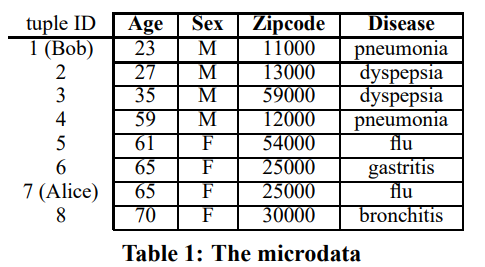 tuple ID Age Sex Zipcode Disease
1 (Bob) 23 M 11000 pneumonia
2 27 M 13000 dyspepsia
3 35 M 59000 dyspepsia
4 59 M 12000 pneumonia
5 61 F 54000 flu
6 65 F 25000 gastritis
7 (Alice) 65 F 25000 flu
8 70 F 30000 bronchitis
Table 1: The microdata